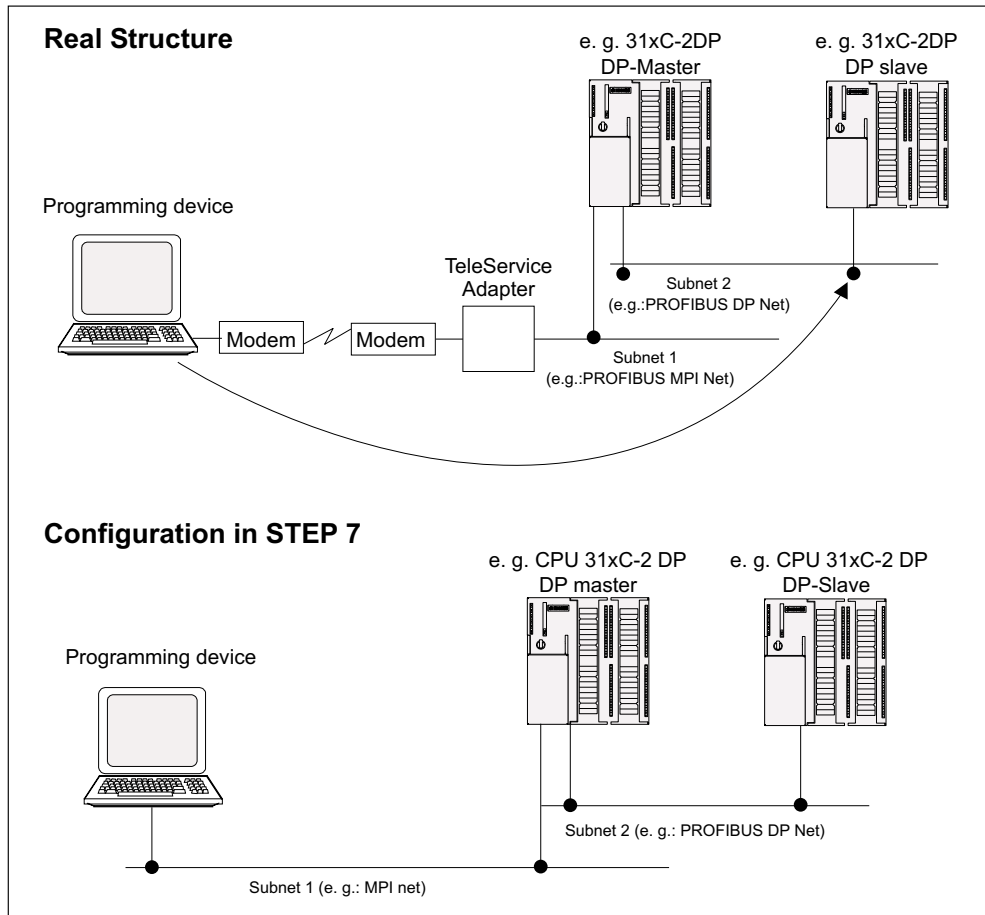 Real Structure
e. g. 31xC-2DP
DP-Master
e. g. 31xC-2DP
DP slave
Programming device
TeleService
Adapter
Modem
Modem
Subnet 2
(e.g.:PROFIBUS DP Net)
Subnet 1
(e.g.:PROFIBUS MPI Net)
Configuration in STEP 7
e. g. CPU 31xC-2 DP
DP master
e. g. CPU 31xC-2 DP
DP-Slave
Programming device
Subnet 2 (e. g.: PROFIBUS DP Net)
Subnet 1 (e. g.: MPI net)